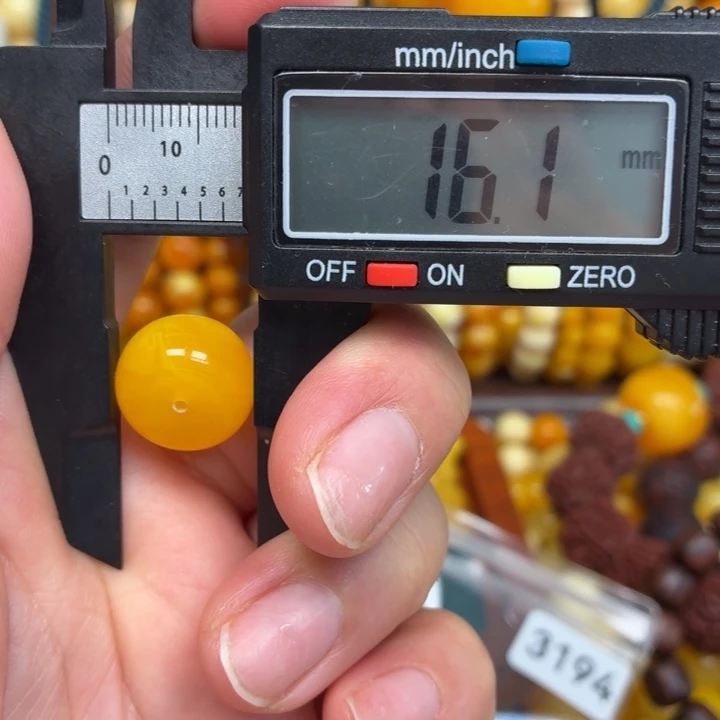 mm/inch
16.1 mm
OFF ON ZERO
0 10
1 2 3 4 5 6 7
3194